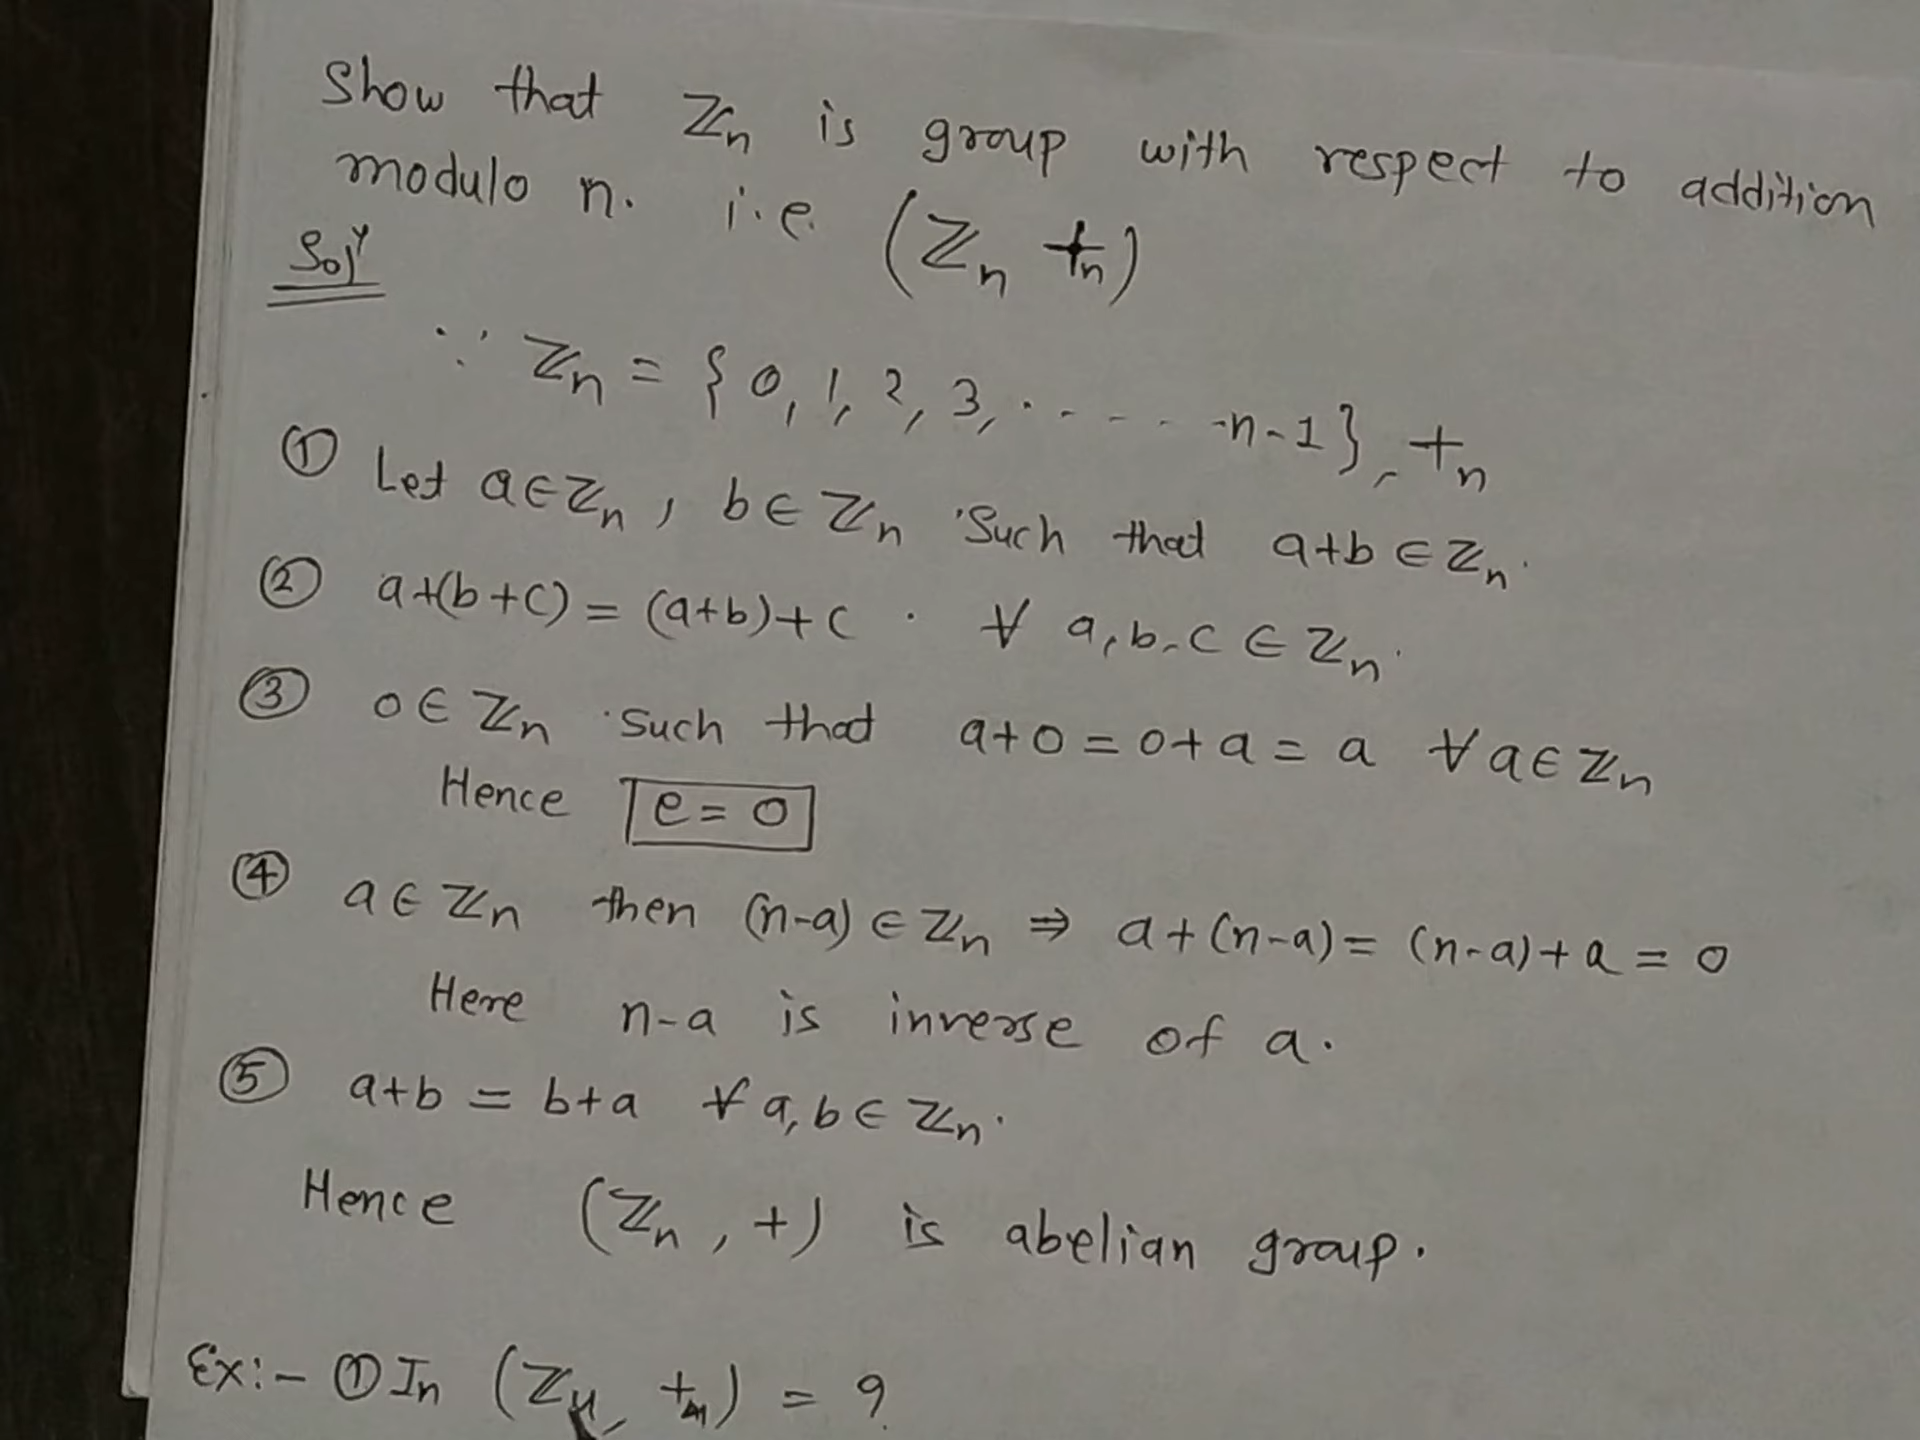 Show that ℤn is group with respect to addition
modulo n. i.e. (ℤn +n)
Solⁿ
∵ ℤn = {0, 1, 2, 3, ....... n-1}, +n
① Let a∈ℤn, b∈ℤn Such that a+b∈ℤn.
② a+(b+c) = (a+b)+c . ∀ a,b,c ∈ ℤn.
③ 0∈ℤn such that a+0 = 0+a = a ∀a∈ℤn
Hence e=0
④ a∈ℤn then (n-a)∈ℤn ⇒ a+(n-a) = (n-a)+a = 0
Here n-a is inverse of a.
⑤ a+b = b+a ∀a,b∈ℤn.
Hence (ℤn, +) is abelian group.
Ex:- ① In (ℤ4, +4) = ?